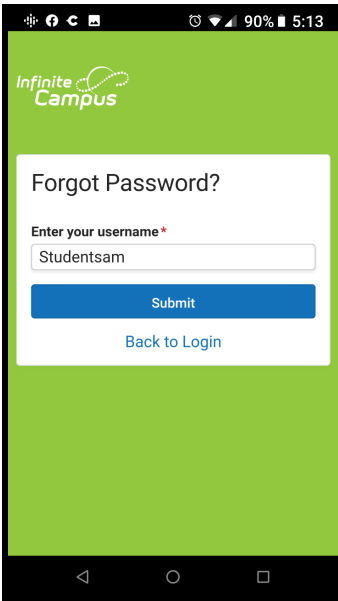 90% 5:13
Infinite
Campus
Forgot Password?
Enter your username*
Studentsam
Submit
Back to Login